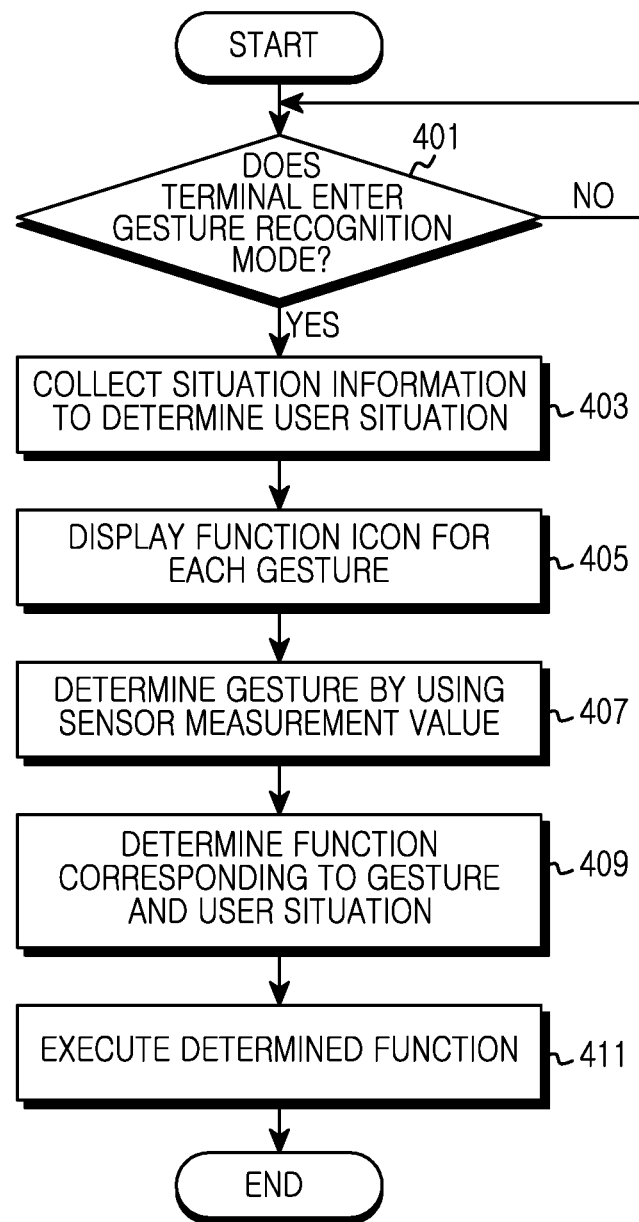 START
401
DOES
TERMINAL ENTER
GESTURE RECOGNITION
MODE?
NO
YES
COLLECT SITUATION INFORMATION
TO DETERMINE USER SITUATION
403
DISPLAY FUNCTION ICON FOR
EACH GESTURE
405
DETERMINE GESTURE BY USING
SENSOR MEASUREMENT VALUE
407
DETERMINE FUNCTION
CORRESPONDING TO GESTURE
AND USER SITUATION
409
EXECUTE DETERMINED FUNCTION
411
END